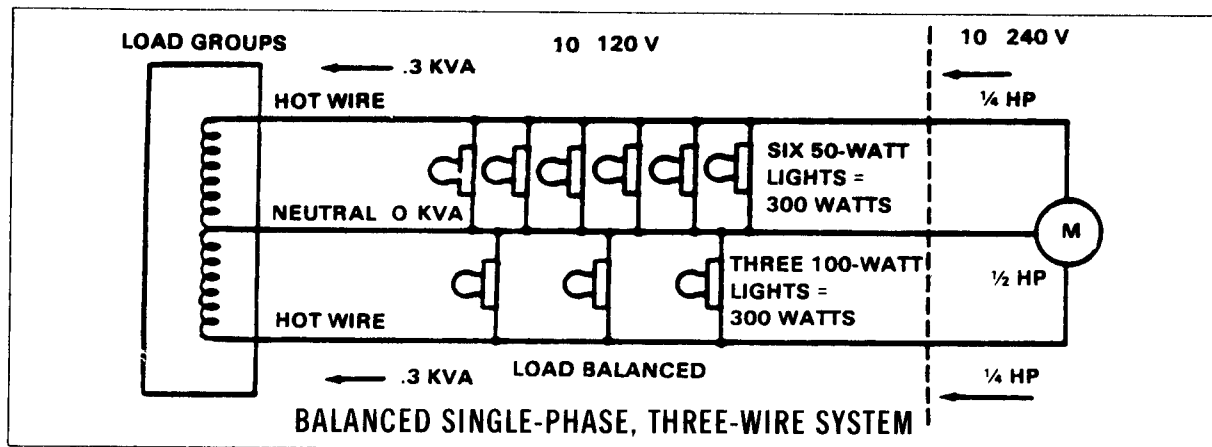 LOAD GROUPS
10 120 V
10 240 V
.3 KVA
¼ HP
HOT WIRE
SIX 50-WATT
LIGHTS =
300 WATTS
NEUTRAL 0 KVA
M
THREE 100-WATT
LIGHTS =
300 WATTS
½ HP
HOT WIRE
LOAD BALANCED
.3 KVA
¼ HP
BALANCED SINGLE-PHASE, THREE-WIRE SYSTEM